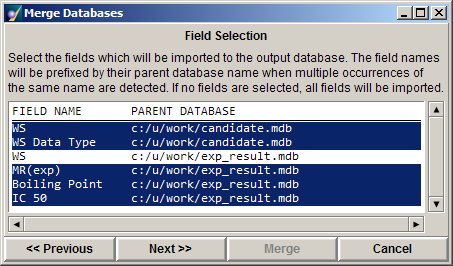 Merge Databases
Field Selection
Select the fields which will be imported to the output database. The field names
will be prefixed by their parent database name when multiple occurrences of
the same name are detected. If no fields are selected, all fields will be imported.
FIELD NAME PARENT DATABASE
WS c:/u/work/candidate.mdb
WS Data Type c:/u/work/candidate.mdb
WS c:/u/work/exp_result.mdb
MR(exp) c:/u/work/exp_result.mdb
Boiling Point c:/u/work/exp_result.mdb
IC 50 c:/u/work/exp_result.mdb
<< Previous Next >> Merge Cancel